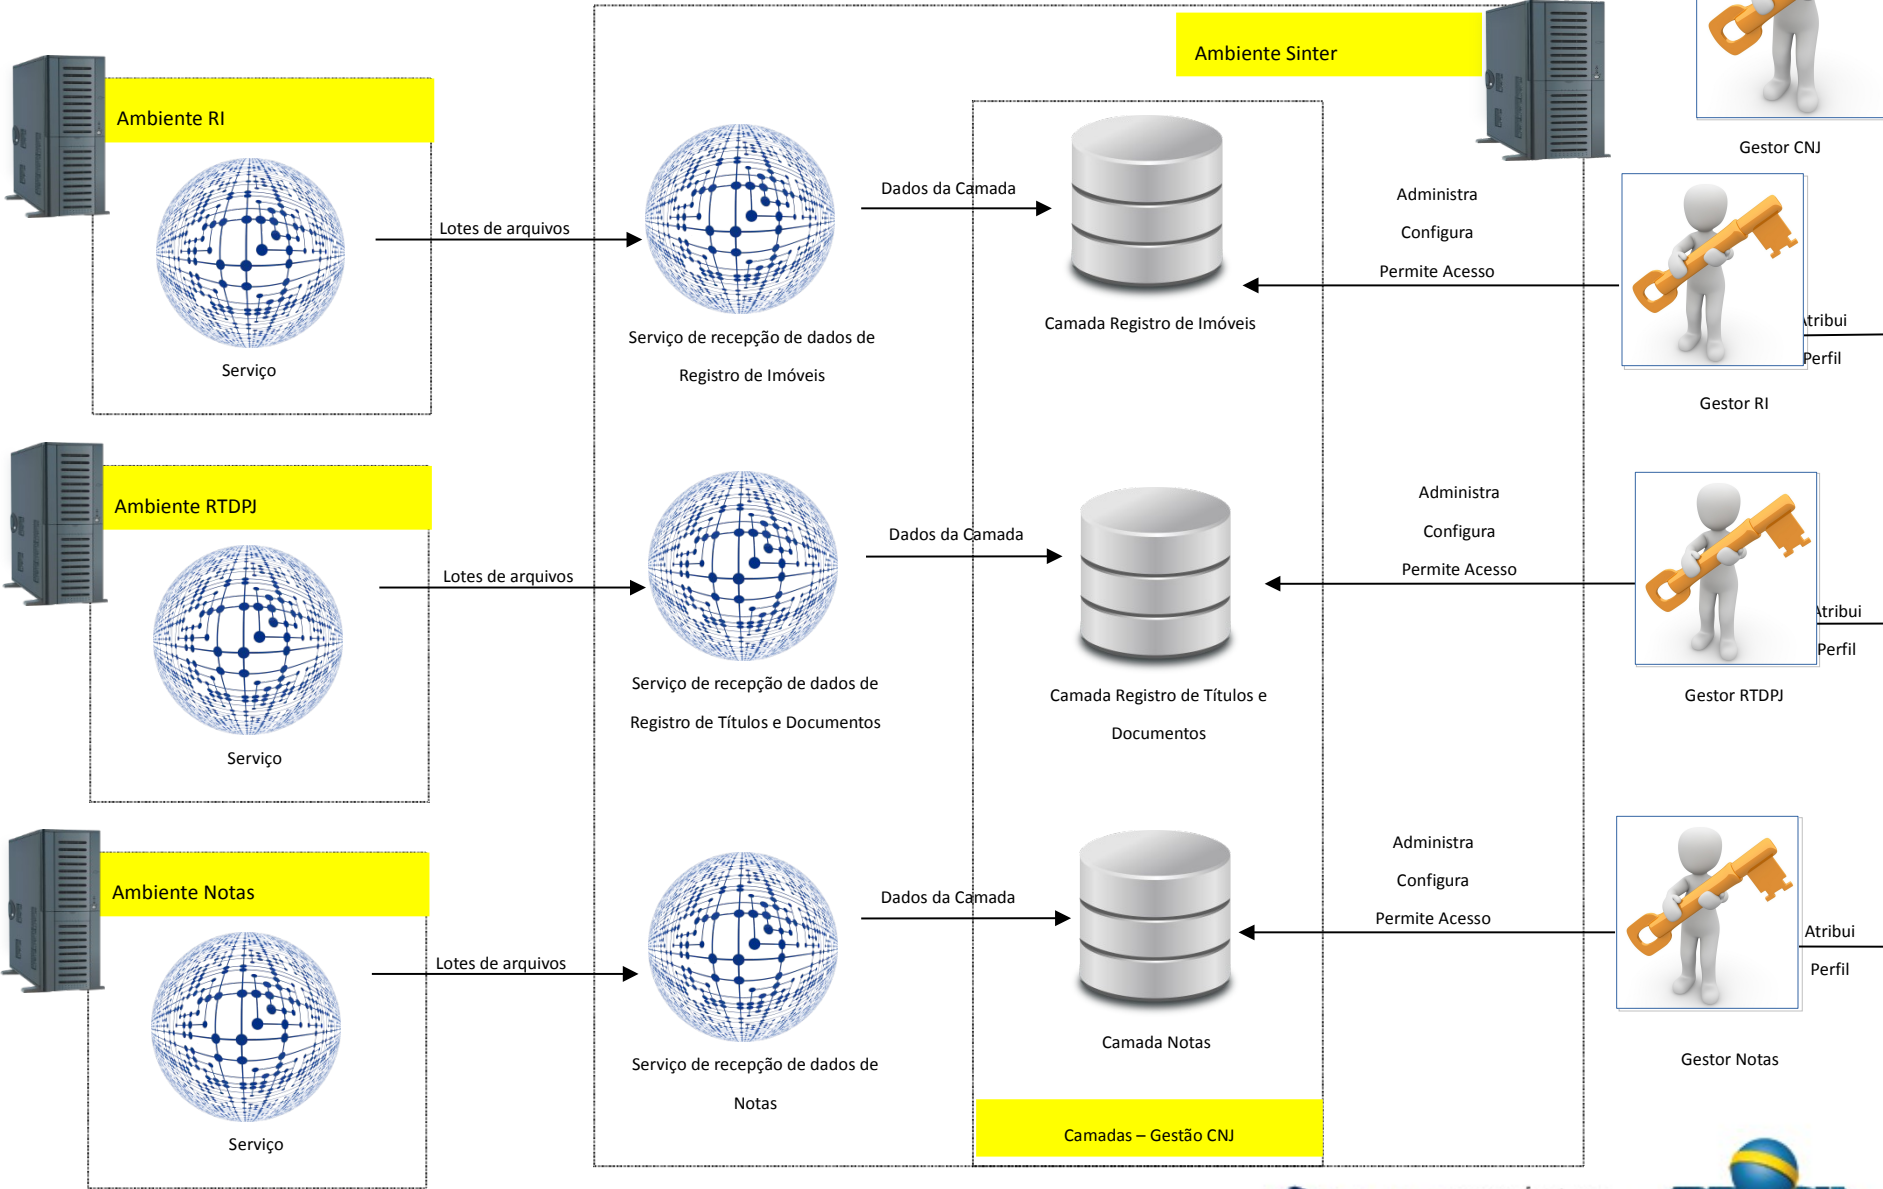 Ambiente Sinter
Ambiente RI
Gestor CNJ
Dados da Camada
Administra
Configura
Permite Acesso
Lotes de arquivos
Camada Registro de Imóveis
Serviço de recepção de dados de
Registro de Imóveis
Serviço
Atribui
Perfil
Gestor RI
Ambiente RTDPJ
Dados da Camada
Administra
Configura
Permite Acesso
Lotes de arquivos
Atribui
Perfil
Serviço de recepção de dados de
Registro de Títulos e Documentos
Camada Registro de Títulos e
Documentos
Gestor RTDPJ
Serviço
Ambiente Notas
Dados da Camada
Administra
Configura
Permite Acesso
Lotes de arquivos
Atribui
Perfil
Camada Notas
Serviço de recepção de dados de
Notas
Gestor Notas
Serviço
Camadas – Gestão CNJ